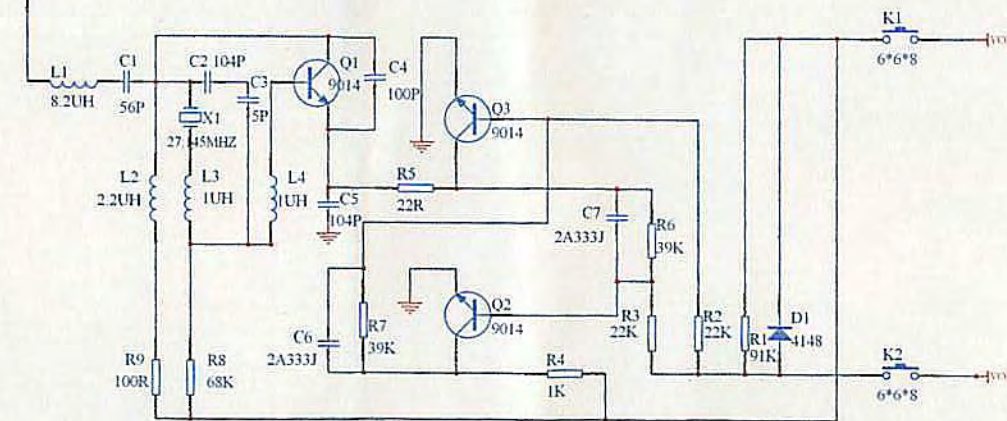 K1
6*6*8
L1
8.2UH
C1
56P
C2 104P
C3
5P
Q1
9014
C4
100P
Q3
9014
X1
L2
2.2UH
L3
1UH
L4
1UH
R5
22R
C5
104P
C7
2A333J
R6
39K
Q2
9014
R7
39K
C6
2A333J
R3
22K
R2
22K
R1
91K
D1
4148
R9
100R
R8
68K
R4
1K
K2
6*6*8